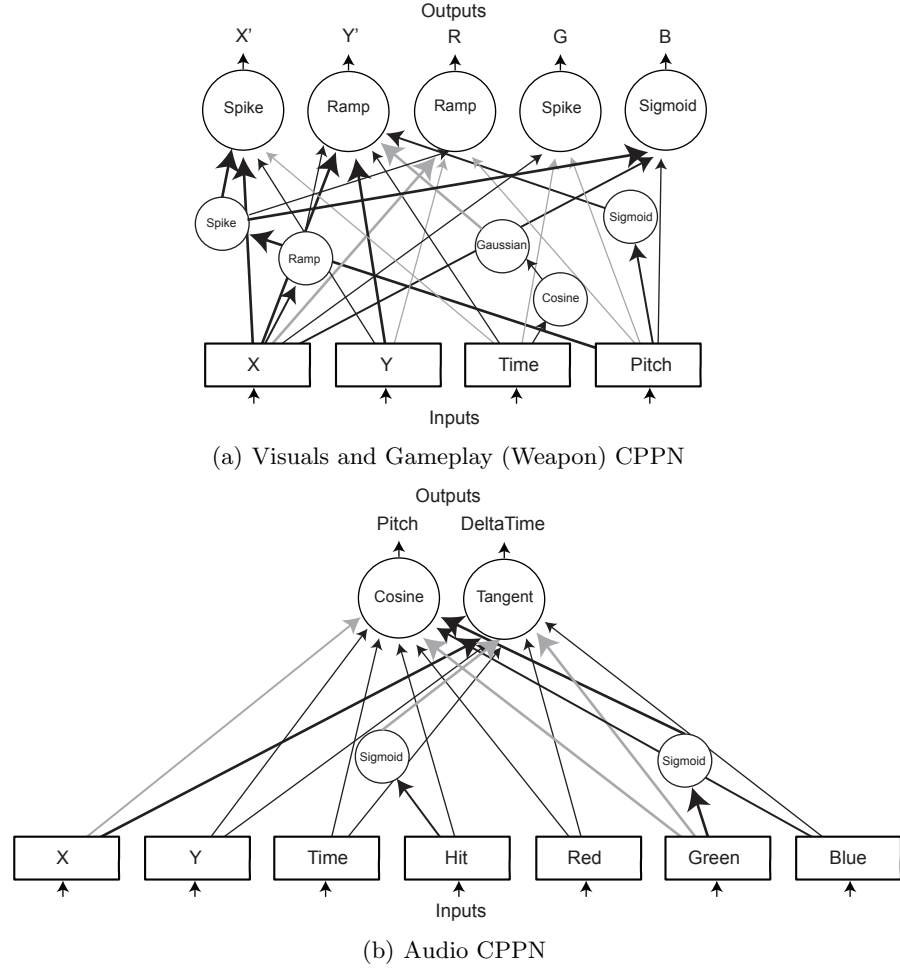 Outputs
X' Y' R G B
Spike Ramp Ramp Spike Sigmoid
Spike Ramp Gaussian Cosine Sigmoid
X Y Time Pitch
Inputs
(a) Visuals and Gameplay (Weapon) CPPN
Outputs
Pitch DeltaTime
Cosine Tangent
Sigmoid Sigmoid
X Y Time Hit Red Green Blue
Inputs
(b) Audio CPPN